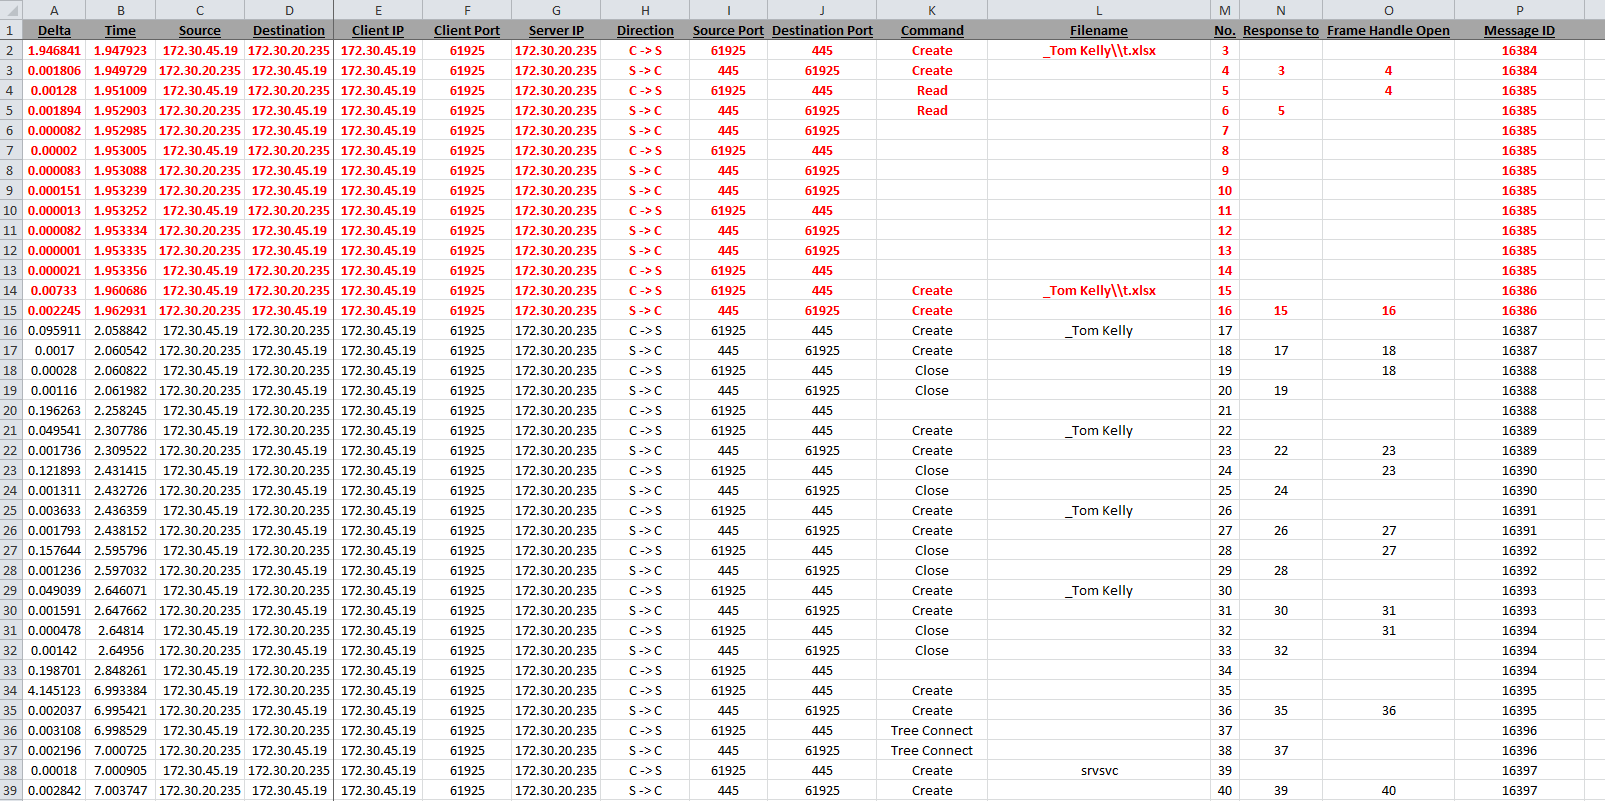 A B C D E F G H I J K L M N O P
1 Delta Time Source Destination Client IP Client Port Server IP Direction Source Port Destination Port Command Filename No. Response to Frame Handle Open Message ID
2 1.946841 1.947923 172.30.45.19 172.30.20.235 172.30.45.19 61925 172.30.20.235 C -> S 61925 445 Create _Tom Kelly\\t.xlsx 3 16384
3 0.001806 1.949729 172.30.20.235 172.30.45.19 172.30.45.19 61925 172.30.20.235 S -> C 445 61925 Create 4 3 4 16384
4 0.00128 1.951009 172.30.45.19 172.30.20.235 172.30.45.19 61925 172.30.20.235 C -> S 61925 445 Read 5 4 16385
5 0.001894 1.952903 172.30.20.235 172.30.45.19 172.30.45.19 61925 172.30.20.235 S -> C 445 61925 Read 6 5 16385
6 0.000082 1.952985 172.30.20.235 172.30.45.19 172.30.45.19 61925 172.30.20.235 S -> C 445 61925 7 16385
7 0.00002 1.953005 172.30.45.19 172.30.20.235 172.30.45.19 61925 172.30.20.235 C -> S 61925 445 8 16385
8 0.000083 1.953088 172.30.20.235 172.30.45.19 172.30.45.19 61925 172.30.20.235 S -> C 445 61925 9 16385
9 0.000151 1.953239 172.30.20.235 172.30.45.19 172.30.45.19 61925 172.30.20.235 S -> C 445 61925 10 16385
10 0.000013 1.953252 172.30.45.19 172.30.20.235 172.30.45.19 61925 172.30.20.235 C -> S 61925 445 11 16385
11 0.000082 1.953334 172.30.20.235 172.30.45.19 172.30.45.19 61925 172.30.20.235 S -> C 445 61925 12 16385
12 0.000001 1.953335 172.30.20.235 172.30.45.19 172.30.45.19 61925 172.30.20.235 S -> C 445 61925 13 16385
13 0.000021 1.953356 172.30.45.19 172.30.20.235 172.30.45.19 61925 172.30.20.235 C -> S 61925 445 14 16385
14 0.00733 1.960686 172.30.45.19 172.30.20.235 172.30.45.19 61925 172.30.20.235 C -> S 61925 445 Create _Tom Kelly\\t.xlsx 15 16386
15 0.002245 1.962931 172.30.20.235 172.30.45.19 172.30.45.19 61925 172.30.20.235 S -> C 445 61925 Create 16 15 16 16386
16 0.095911 2.058842 172.30.45.19 172.30.20.235 172.30.45.19 61925 172.30.20.235 C -> S 61925 445 Create _Tom Kelly 17 16387
17 0.0017 2.060542 172.30.20.235 172.30.45.19 172.30.45.19 61925 172.30.20.235 S -> C 445 61925 Create 18 17 18 16387
18 0.00028 2.060822 172.30.45.19 172.30.20.235 172.30.45.19 61925 172.30.20.235 C -> S 61925 445 Close 19 18 16388
19 0.00116 2.061982 172.30.20.235 172.30.45.19 172.30.45.19 61925 172.30.20.235 S -> C 445 61925 Close 20 19 16388
20 0.196263 2.258245 172.30.45.19 172.30.20.235 172.30.45.19 61925 172.30.20.235 C -> S 61925 445 21 16388
21 0.049541 2.307786 172.30.45.19 172.30.20.235 172.30.45.19 61925 172.30.20.235 C -> S 61925 445 Create _Tom Kelly 22 16389
22 0.001736 2.309522 172.30.20.235 172.30.45.19 172.30.45.19 61925 172.30.20.235 S -> C 445 61925 Create 23 22 23 16389
23 0.121893 2.431415 172.30.45.19 172.30.20.235 172.30.45.19 61925 172.30.20.235 C -> S 61925 445 Close 24 23 16390
24 0.001311 2.432726 172.30.20.235 172.30.45.19 172.30.45.19 61925 172.30.20.235 S -> C 445 61925 Close 25 24 16390
25 0.003633 2.436359 172.30.45.19 172.30.20.235 172.30.45.19 61925 172.30.20.235 C -> S 61925 445 Create _Tom Kelly 26 16391
26 0.001793 2.438152 172.30.20.235 172.30.45.19 172.30.45.19 61925 172.30.20.235 S -> C 445 61925 Create 27 26 27 16391
27 0.157644 2.595796 172.30.45.19 172.30.20.235 172.30.45.19 61925 172.30.20.235 C -> S 61925 445 Close 28 27 16392
28 0.001236 2.597032 172.30.20.235 172.30.45.19 172.30.45.19 61925 172.30.20.235 S -> C 445 61925 Close 29 28 16392
29 0.049039 2.646071 172.30.45.19 172.30.20.235 172.30.45.19 61925 172.30.20.235 C -> S 61925 445 Create _Tom Kelly 30 16393
30 0.001591 2.647662 172.30.20.235 172.30.45.19 172.30.45.19 61925 172.30.20.235 S -> C 445 61925 Create 31 30 31 16393
31 0.000478 2.64814 172.30.45.19 172.30.20.235 172.30.45.19 61925 172.30.20.235 C -> S 61925 445 Close 32 31 16394
32 0.00142 2.64956 172.30.20.235 172.30.45.19 172.30.45.19 61925 172.30.20.235 S -> C 445 61925 Close 33 32 16394
33 0.198701 2.848261 172.30.45.19 172.30.20.235 172.30.45.19 61925 172.30.20.235 C -> S 61925 445 34 16394
34 4.145123 6.993384 172.30.45.19 172.30.20.235 172.30.45.19 61925 172.30.20.235 C -> S 61925 445 Create 35 16395
35 0.002037 6.995421 172.30.20.235 172.30.45.19 172.30.45.19 61925 172.30.20.235 S -> C 445 61925 Create 36 35 36 16395
36 0.003108 6.998529 172.30.45.19 172.30.20.235 172.30.45.19 61925 172.30.20.235 C -> S 61925 445 Tree Connect 37 16396
37 0.002196 7.000725 172.30.20.235 172.30.45.19 172.30.45.19 61925 172.30.20.235 S -> C 445 61925 Tree Connect 38 37 16396
38 0.00018 7.000905 172.30.45.19 172.30.20.235 172.30.45.19 61925 172.30.20.235 C -> S 61925 445 Create srvsvc 39 16397
39 0.002842 7.003747 172.30.20.235 172.30.45.19 172.30.45.19 61925 172.30.20.235 S -> C 445 61925 Create 40 39 40 16397